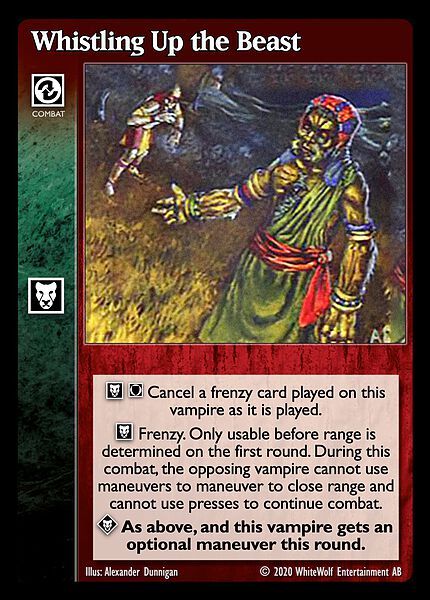 Whistling Up the Beast
COMBAT
Cancel a frenzy card played on this
vampire as it is played.
Frenzy. Only usable before range is
determined on the first round. During this
combat, the opposing vampire cannot use
maneuvers to maneuver to close range and
cannot use presses to continue combat.
As above, and this vampire gets an
optional maneuver this round.
Illus: Alexander Dunnigan
© 2020 WhiteWolf Entertainment AB